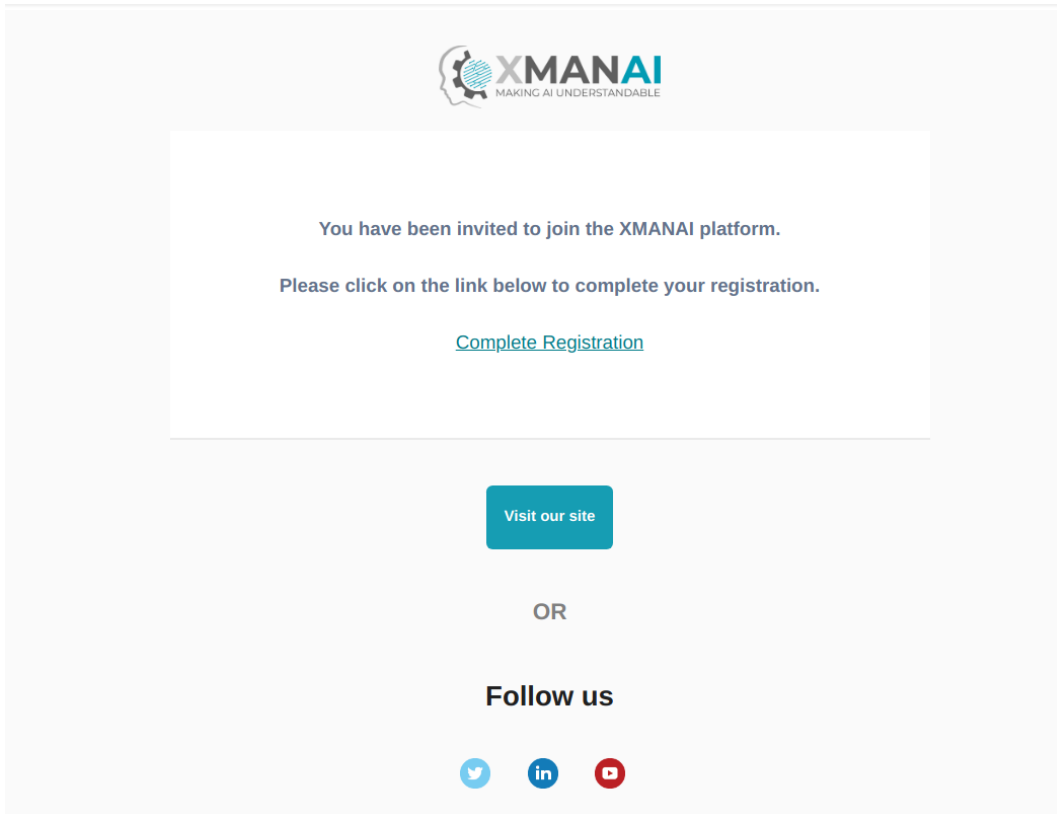 XMANAI
MAKING AI UNDERSTANDABLE
You have been invited to join the XMANAI platform.
Please click on the link below to complete your registration.
Complete Registration
Visit our site
OR
Follow us
in